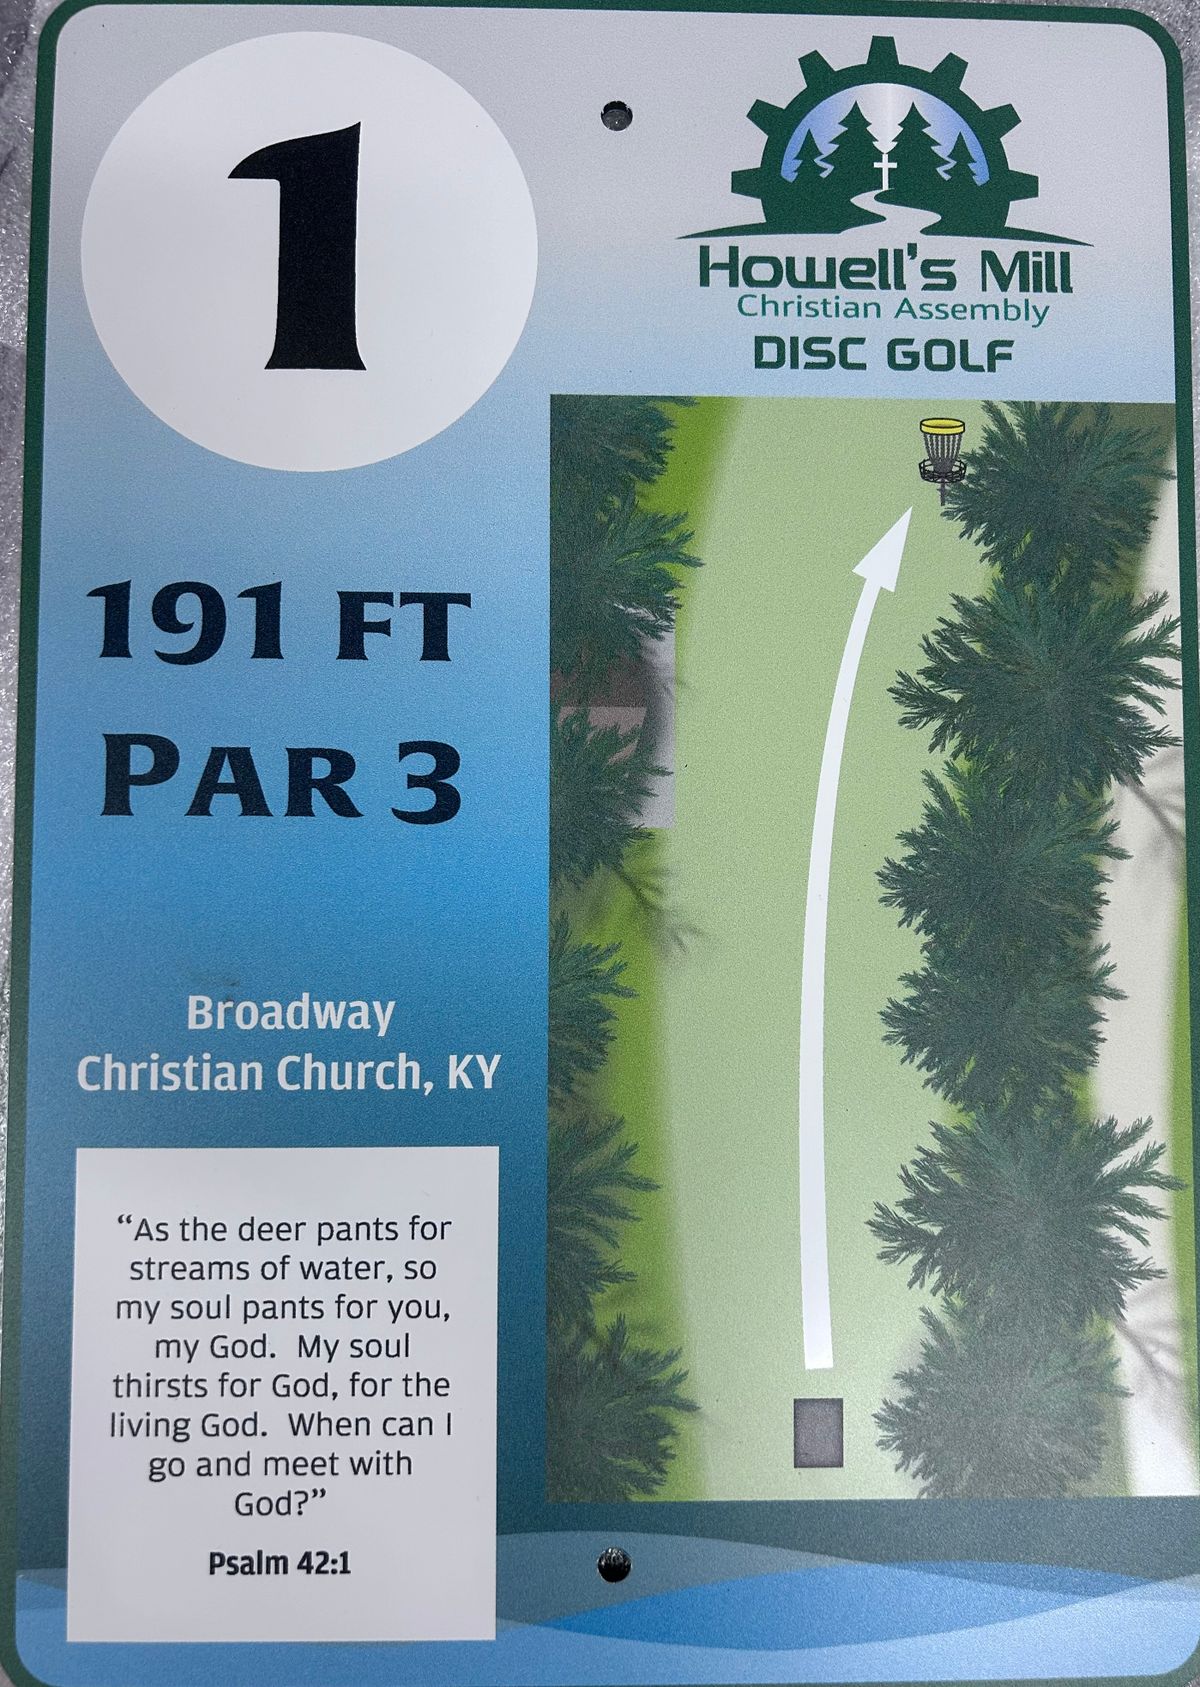 1
Howell's Mill
Christian Assembly
DISC GOLF
191 FT
PAR 3
Broadway
Christian Church, KY
“As the deer pants for
streams of water, so
my soul pants for you,
my God.  My soul
thirsts for God, for the
living God.  When can I
go and meet with
God?”
Psalm 42:1